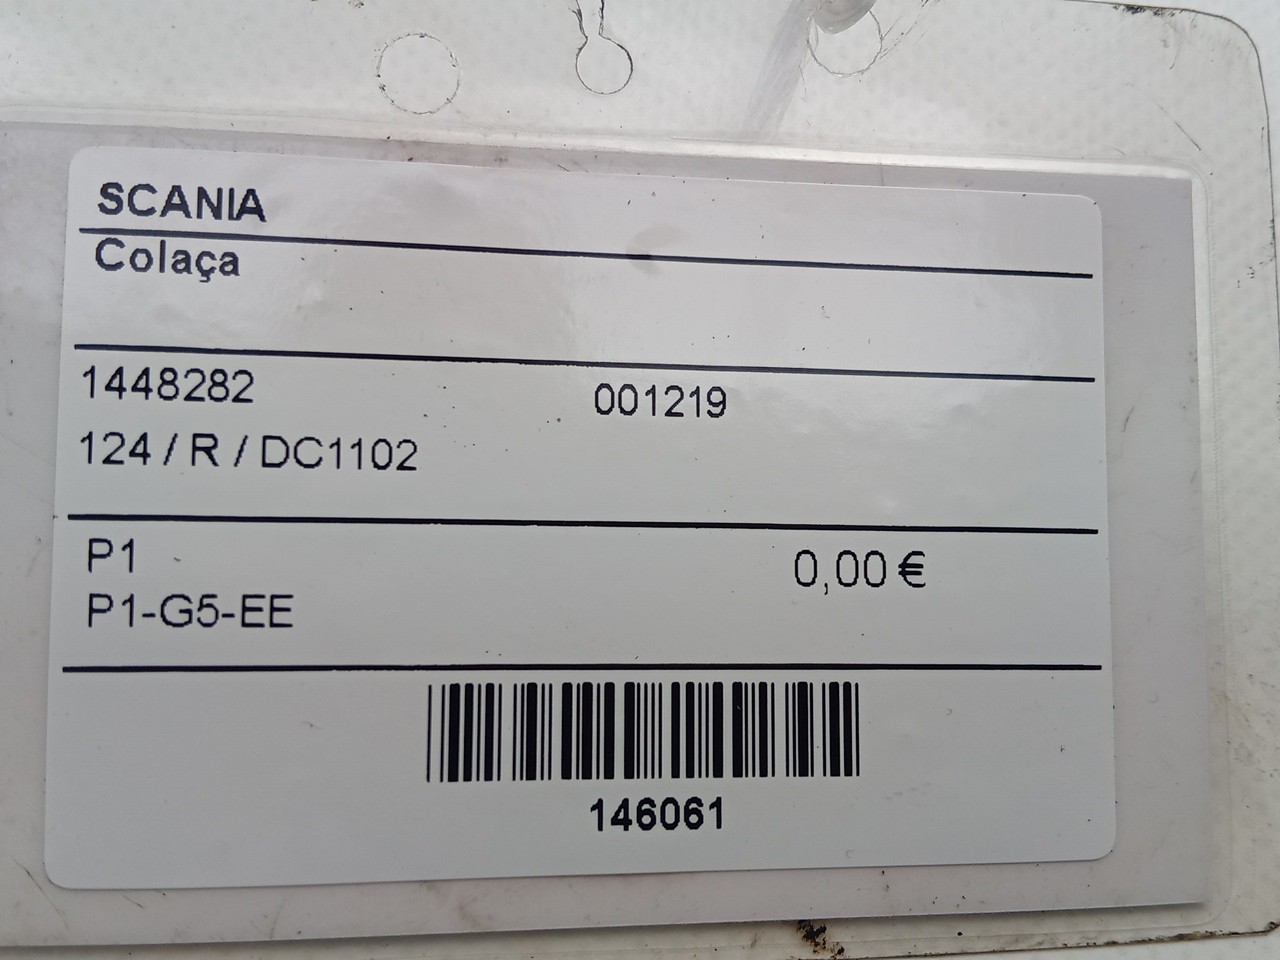 SCANIA
Colaça
1448282 001219
124 / R / DC1102
P1 0,00 €
P1-G5-EE
146061